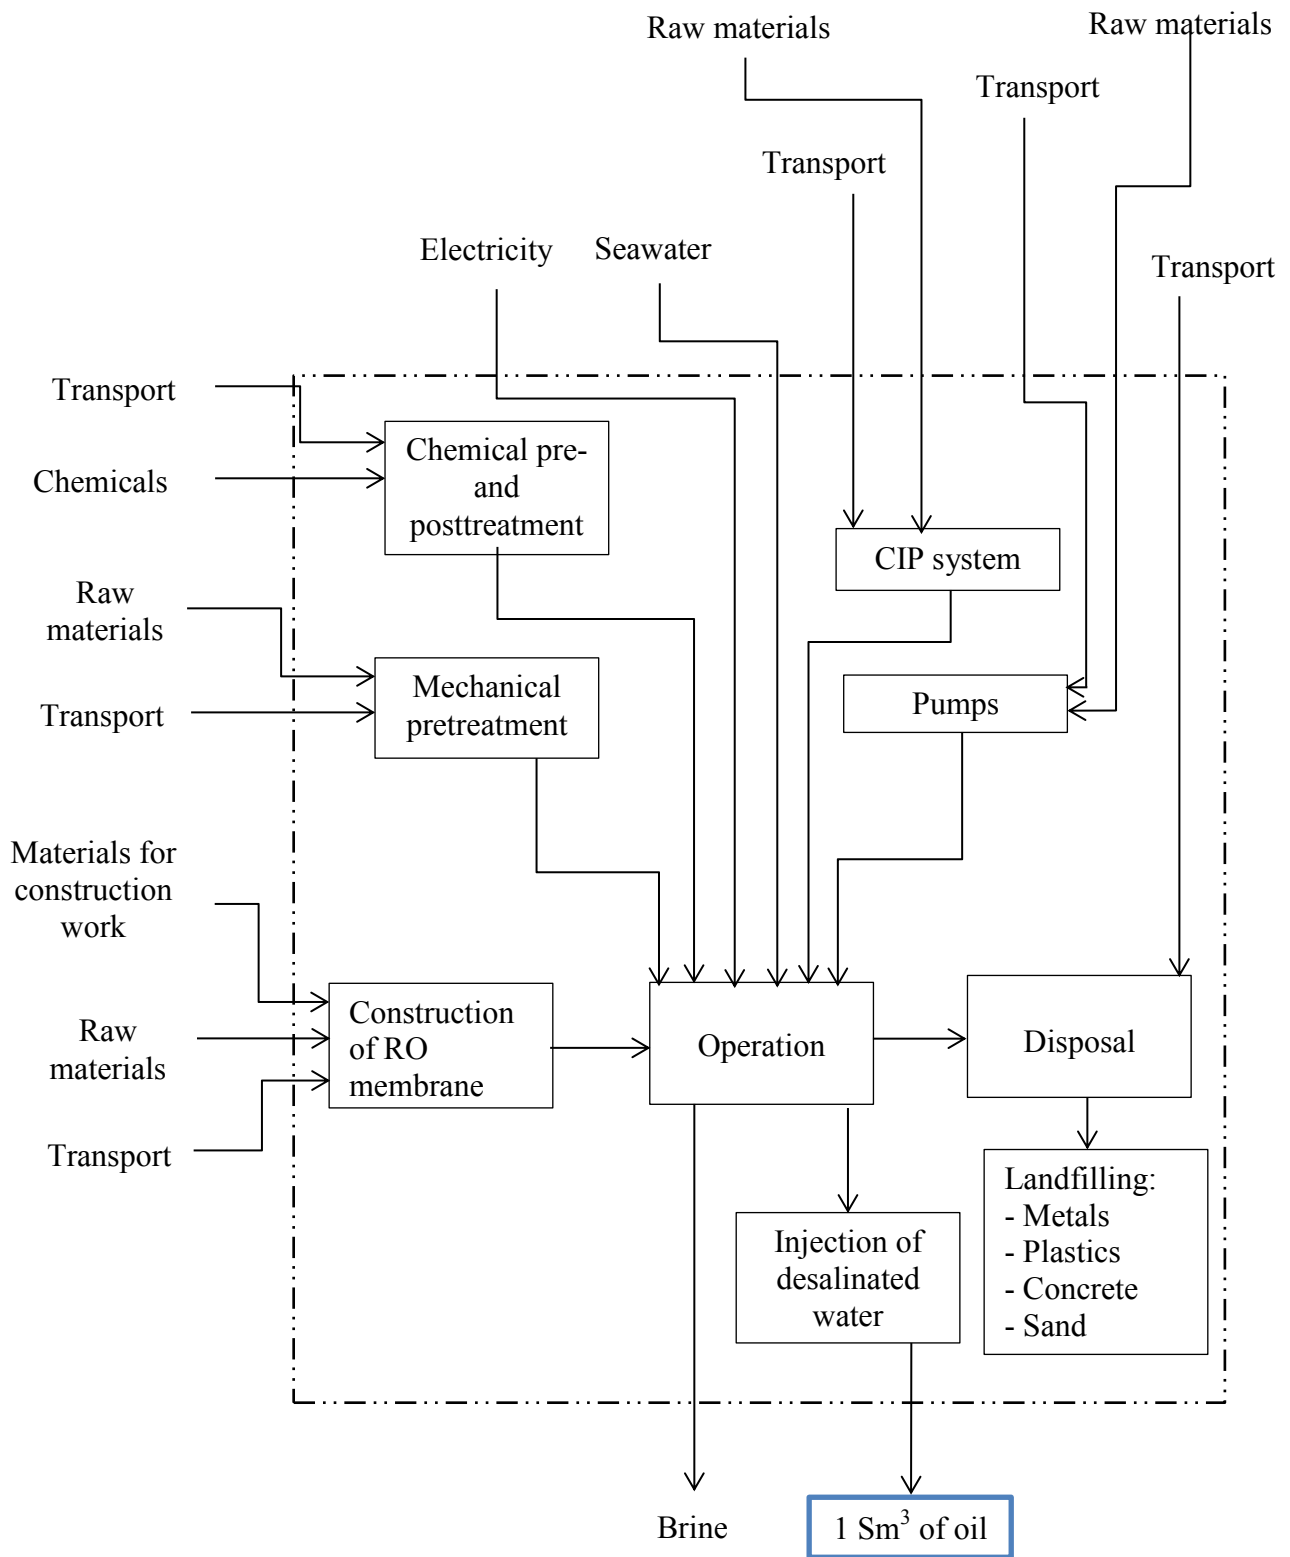 Raw materials
Raw materials
Transport
Transport
Electricity
Seawater
Transport
Transport
Chemicals
Chemical pre-
and
posttreatment
CIP system
Raw
materials
Transport
Mechanical
pretreatment
Pumps
Materials for
construction
work
Raw
materials
Transport
Construction
of RO
membrane
Operation
Disposal
Injection of
desalinated
water
Landfilling:
- Metals
- Plastics
- Concrete
- Sand
Brine
1 Sm³ of oil